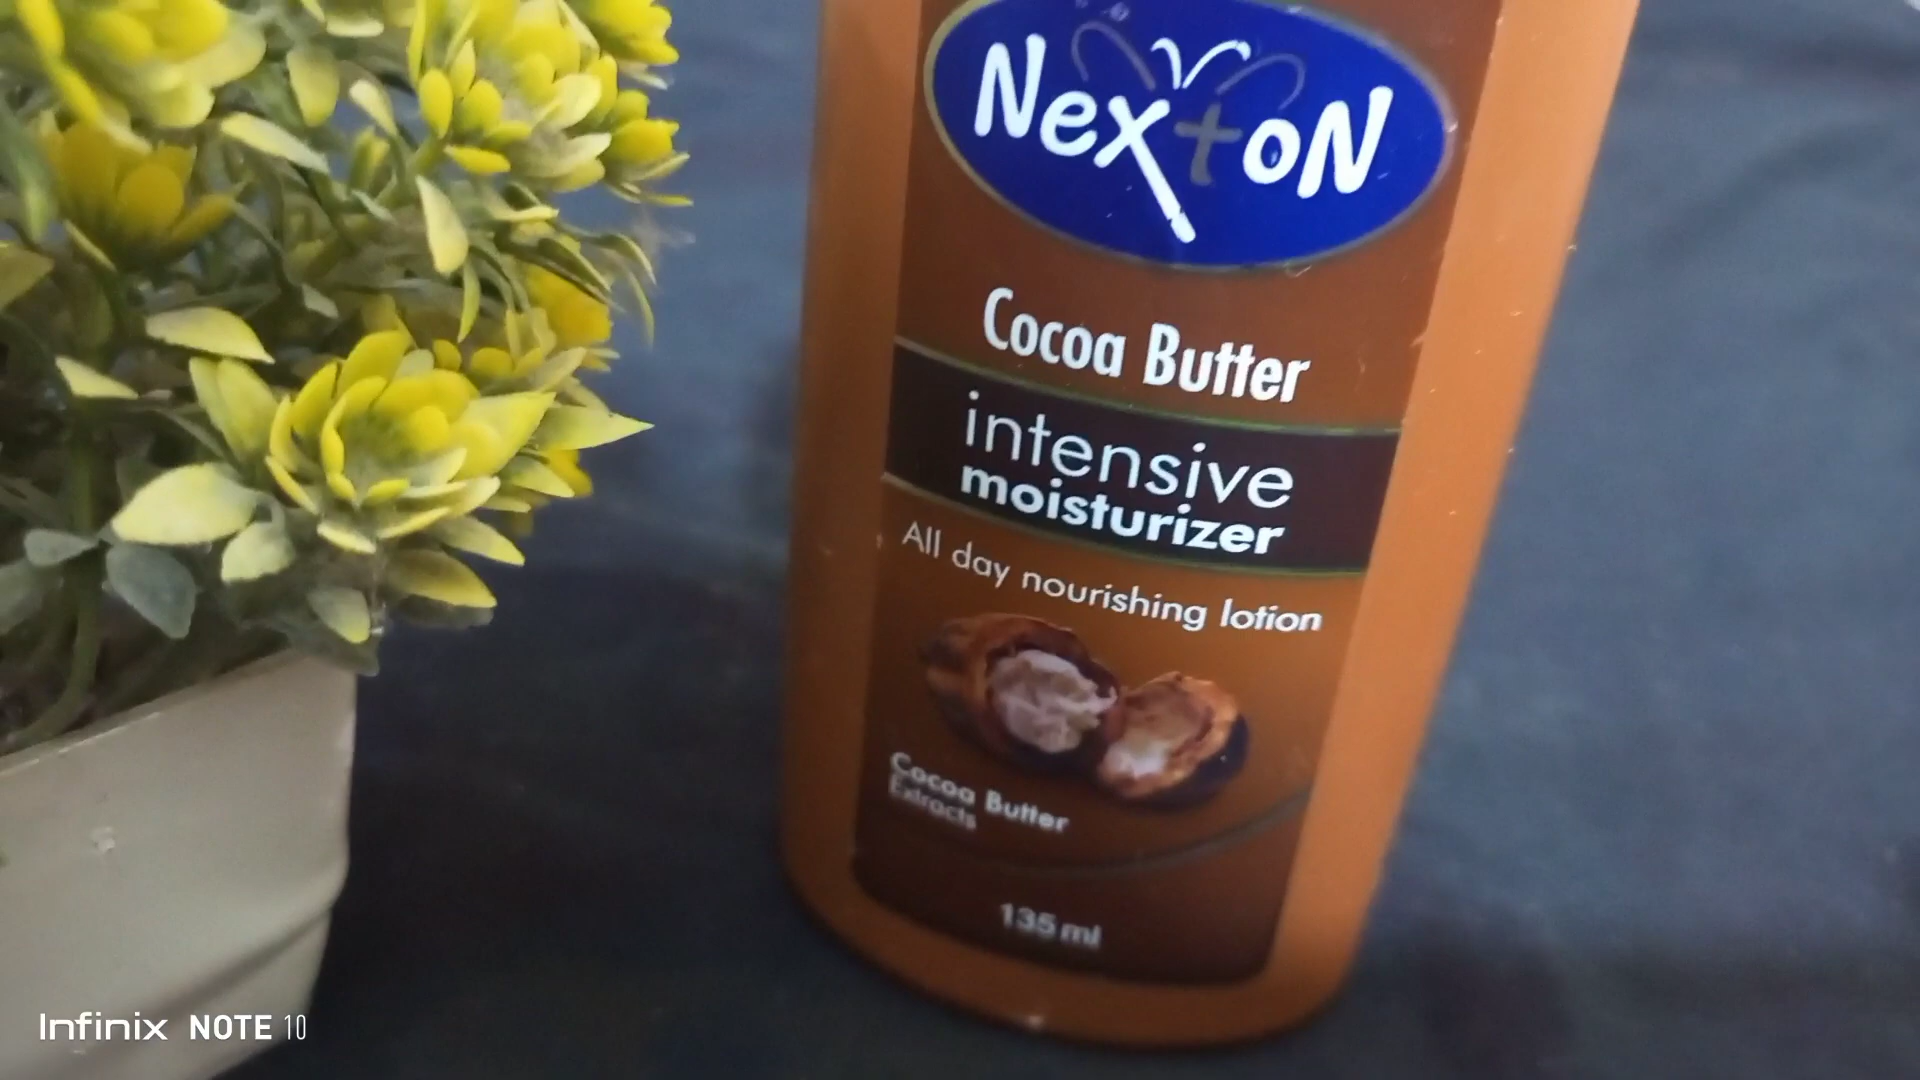 Nexton
Cocoa Butter
intensive
moisturizer
All day nourishing lotion
Cocoa Butter
Extracts
135 ml
Infinix NOTE 10